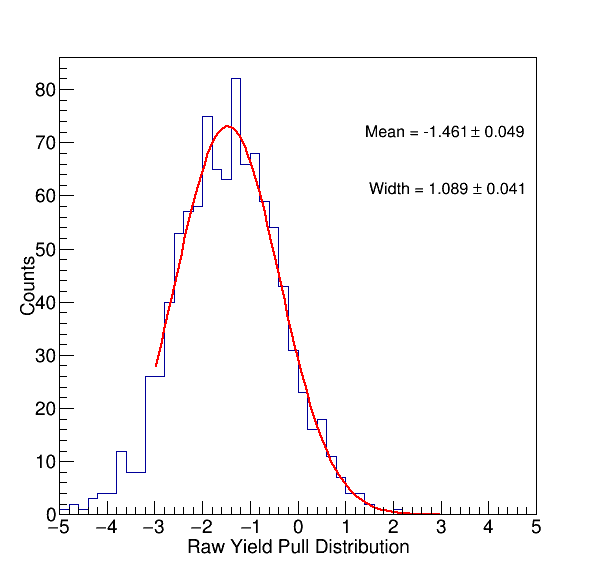 80
70
60
50
40
30
20
10
0
Counts
Mean = -1.461 ± 0.049
Width = 1.089 ± 0.041
−5 −4 −3 −2 −1 0 1 2 3 4 5
Raw Yield Pull Distribution